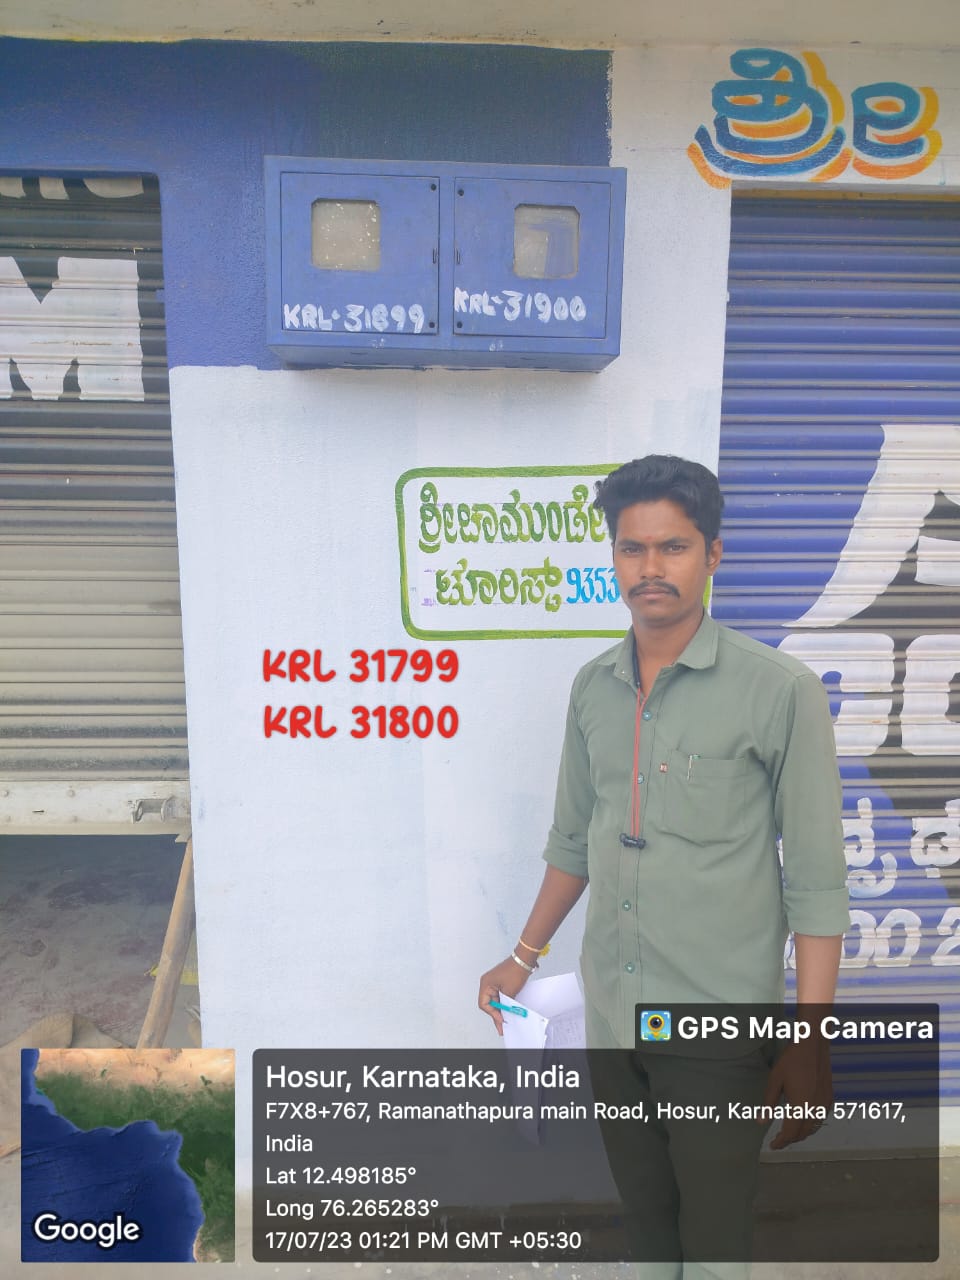 ಶ್ರೀ
M
KRL-31899
KRL-31900
ಶ್ರೀಚಾಮುಂಡೇ
ಟೂರಿಸ್ಟ್ 9353
KRL 31799
KRL 31800
GPS Map Camera
Hosur, Karnataka, India
F7X8+767, Ramanathapura main Road, Hosur, Karnataka 571617,
India
Lat 12.498185°
Long 76.265283°
17/07/23 01:21 PM GMT +05:30
Google